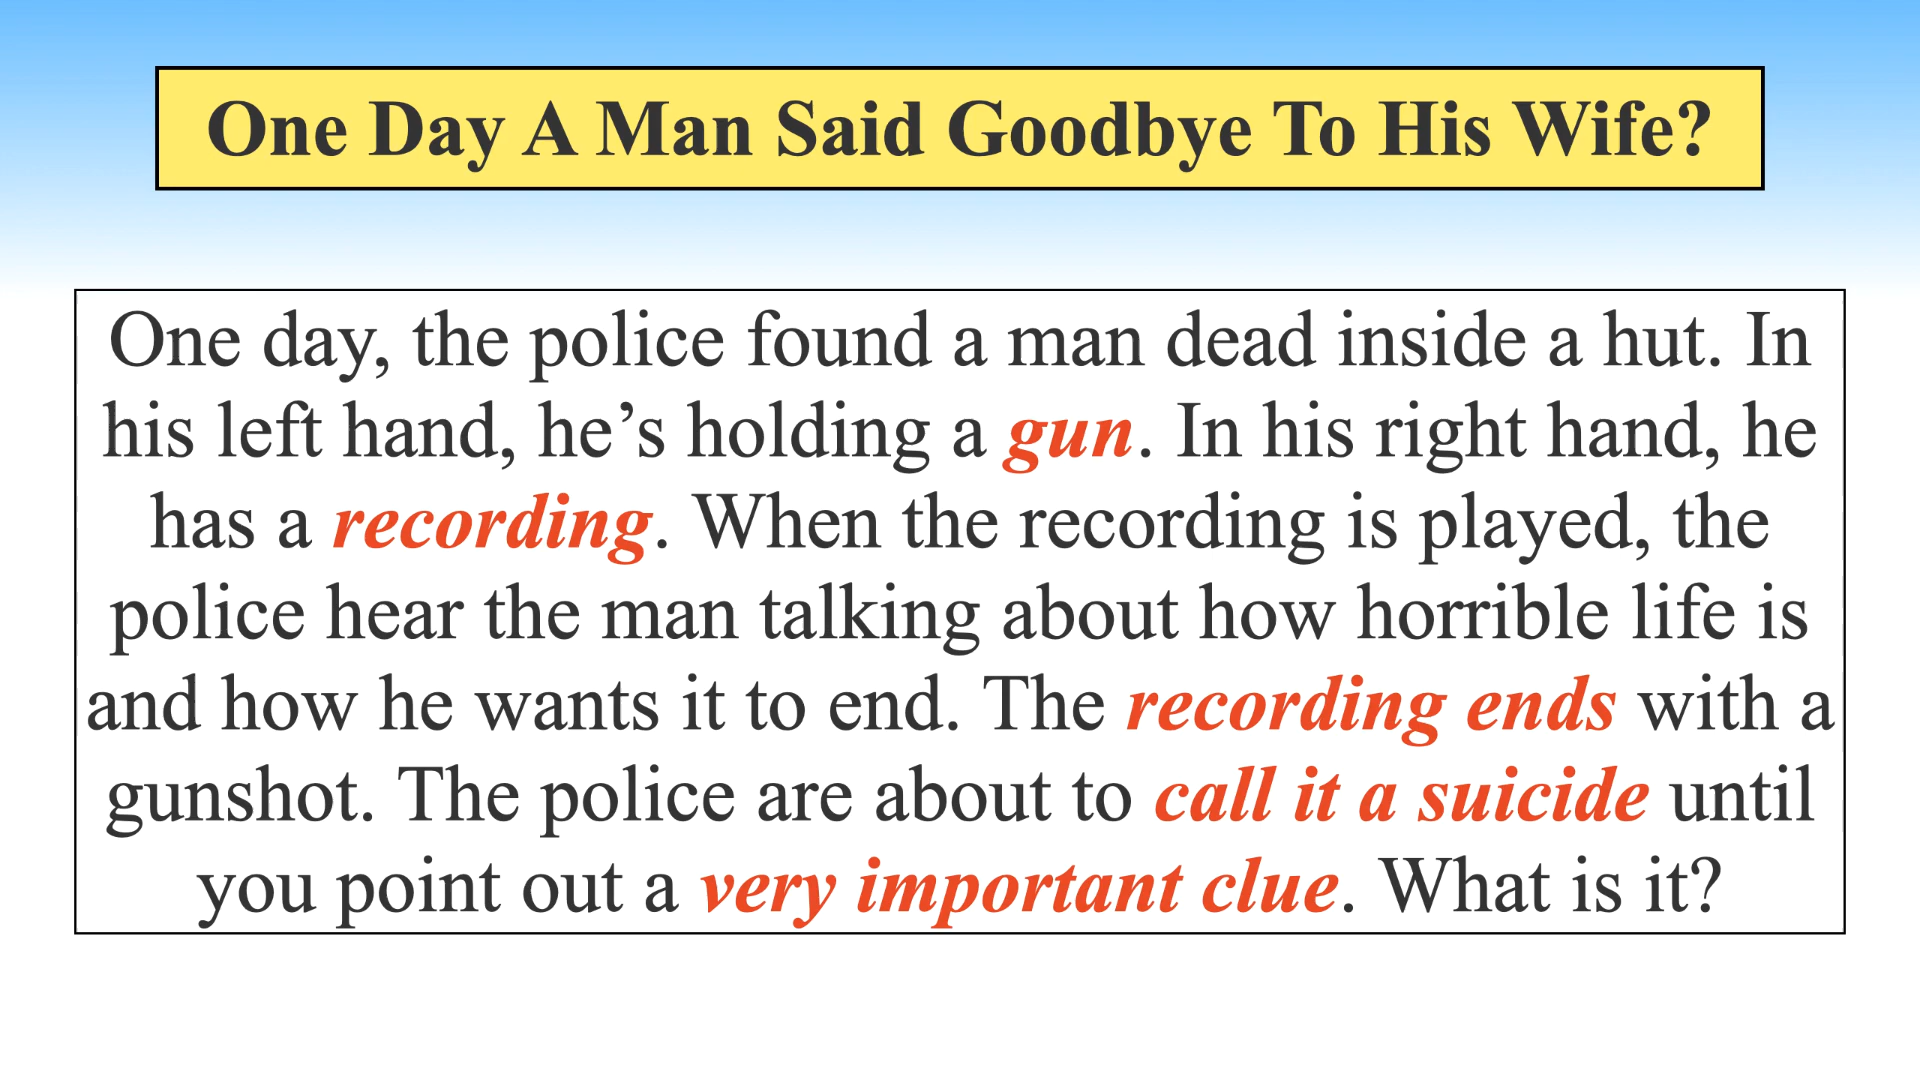 One Day A Man Said Goodbye To His Wife?
One day, the police found a man dead inside a hut. In
his left hand, he’s holding a gun. In his right hand, he
has a recording. When the recording is played, the
police hear the man talking about how horrible life is
and how he wants it to end. The recording ends with a
gunshot. The police are about to call it a suicide until
you point out a very important clue. What is it?